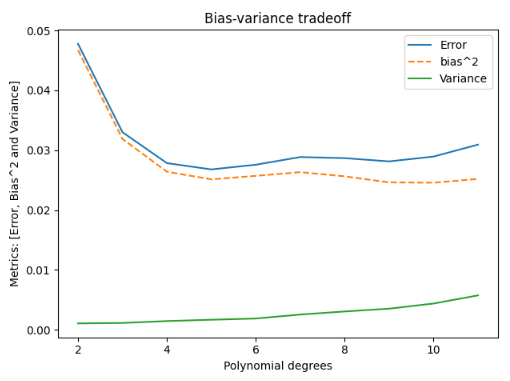 Bias-variance tradeoff
Metrics: [Error, Bias^2 and Variance]
0.05
0.04
0.03
0.02
0.01
0.00
Error
bias^2
Variance
2 4 6 8 10
Polynomial degrees